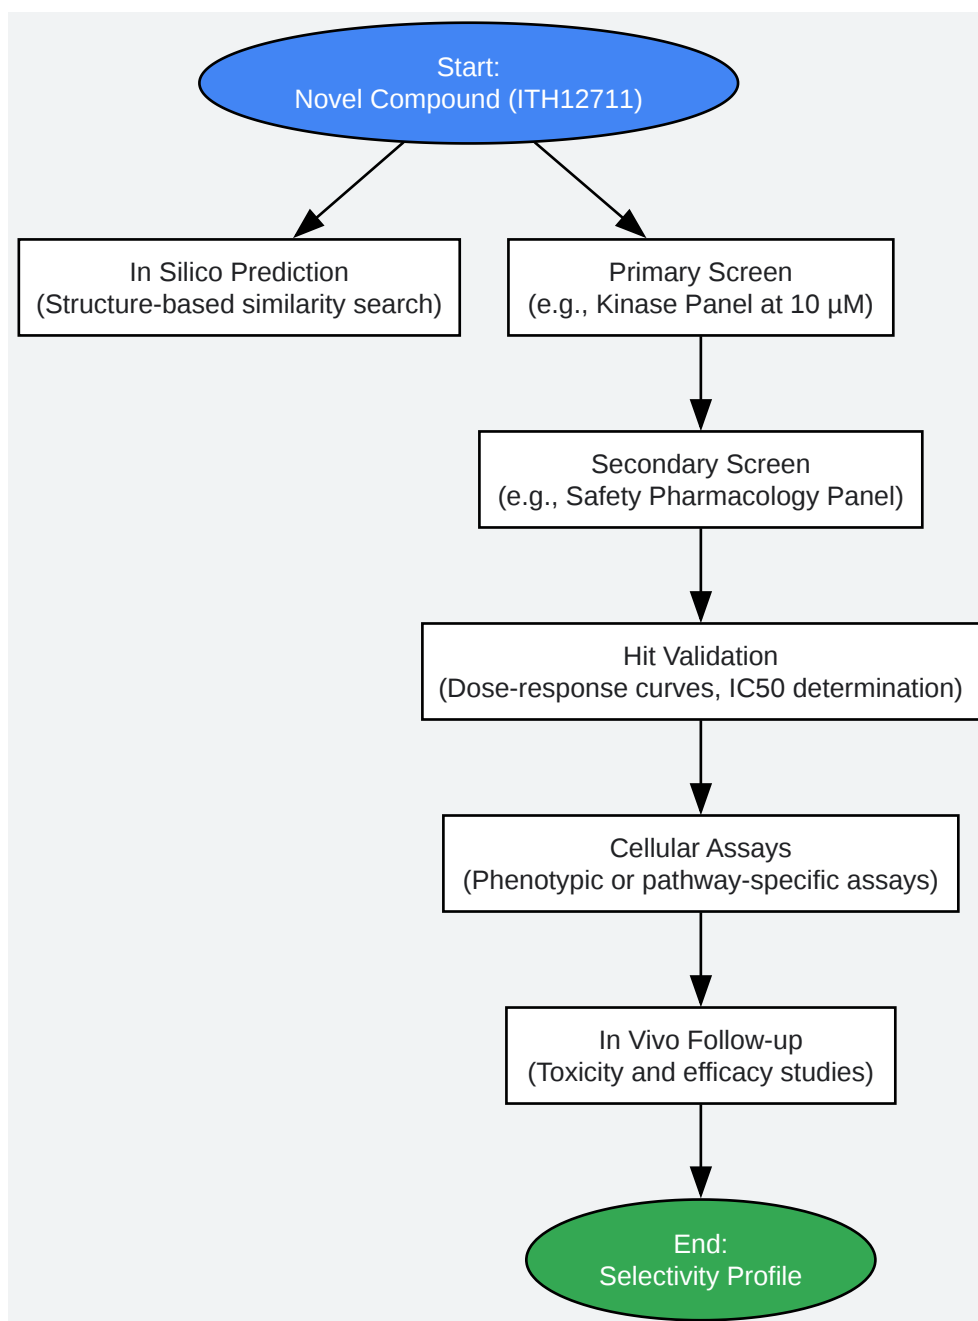 Start:
Novel Compound (ITH12711)
In Silico Prediction
(Structure-based similarity search)
Primary Screen
(e.g., Kinase Panel at 10 µM)
Secondary Screen
(e.g., Safety Pharmacology Panel)
Hit Validation
(Dose-response curves, IC50 determination)
Cellular Assays
(Phenotypic or pathway-specific assays)
In Vivo Follow-up
(Toxicity and efficacy studies)
End:
Selectivity Profile